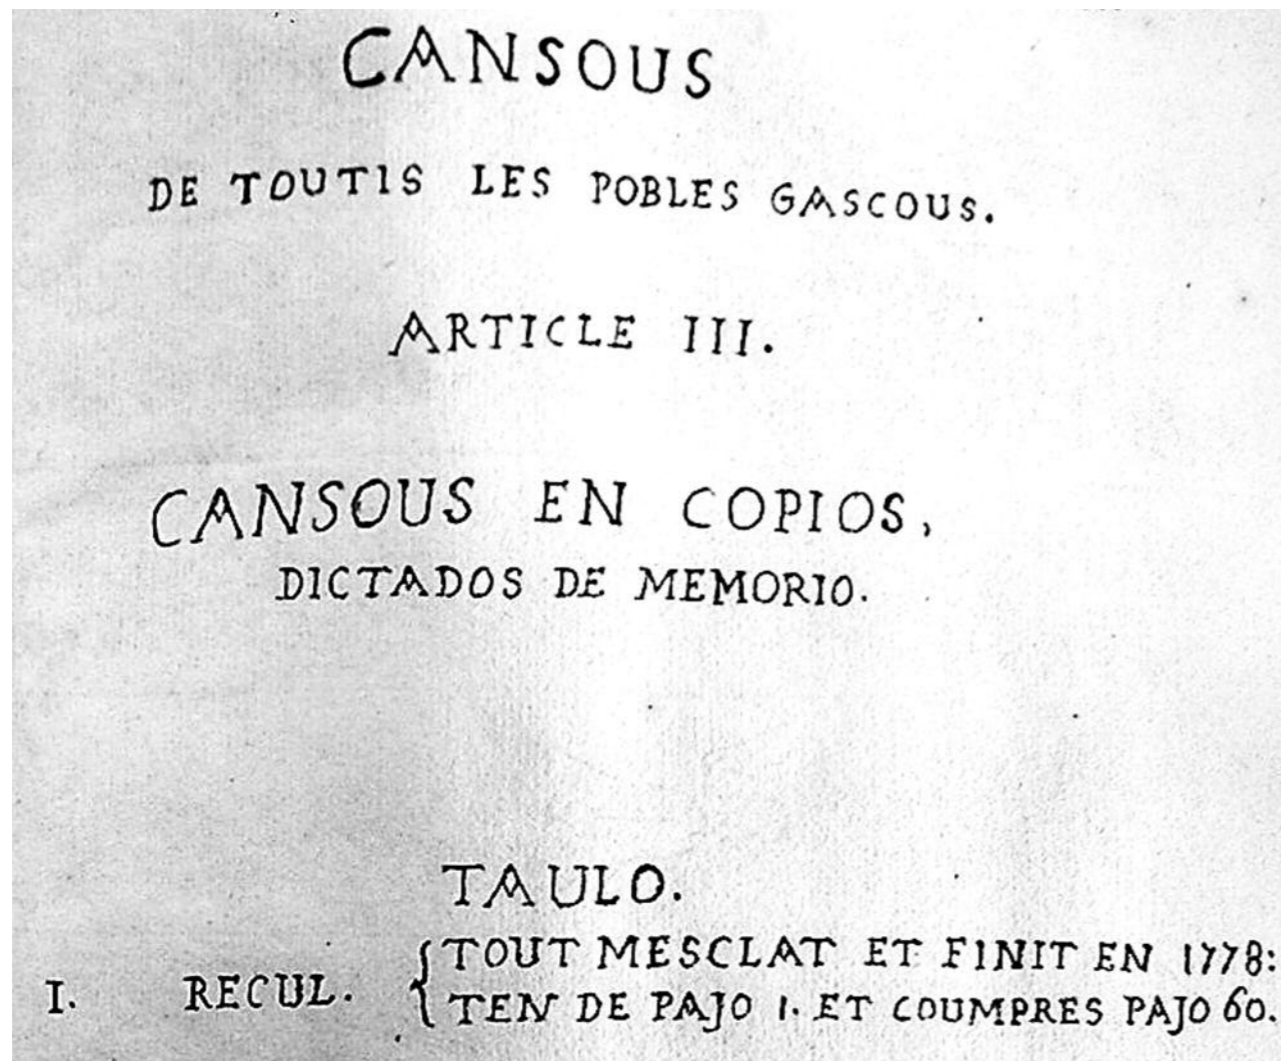 CANSOUS
DE TOUTIS LES POBLES GASCOUS.
ARTICLE III.
CANSOUS EN COPIOS,
DICTADOS DE MEMORIO.
TAULO.
I. RECUL. { TOUT MESCLAT ET FINIT EN 1778:
TEN DE PAJO 1. ET COUMPRES PAJO 60.